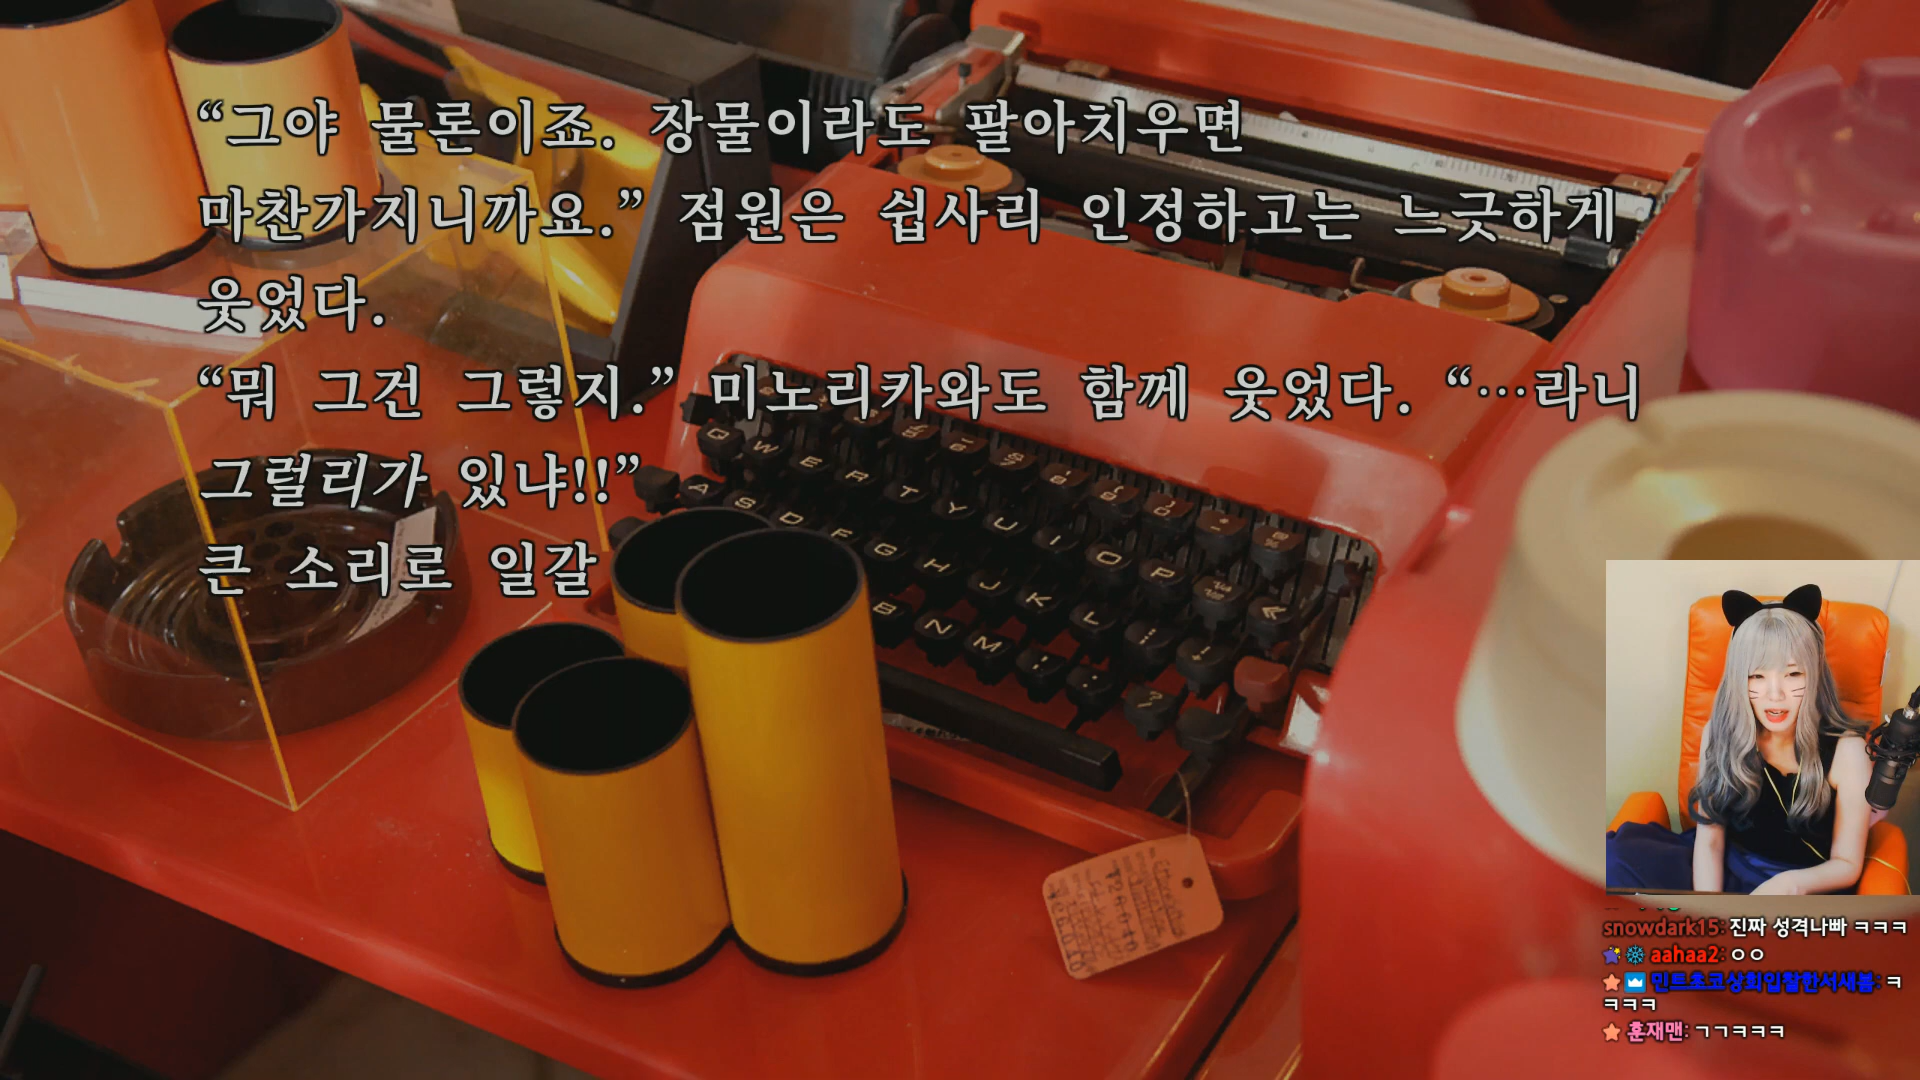 “그야 물론이죠. 장물이라도 팔아치우면
마찬가지니까요.” 점원은 쉽사리 인정하고는 느긋하게
웃었다.
“뭐 그건 그렇지.” 미노리카와도 함께 웃었다. “…라니
그럴리가 있냐!!”
큰 소리로 일갈
Q W E R T Y U I O P
A S D F G H J K L
B N M
snowdark15: 진짜 성격나빠 ㅋㅋㅋ
aahaa2: ㅇㅇ
민트초코상회입찰한서새봄: ㅋ
ㅋㅋㅋ
훈재맨: ㄱㄱㅋㅋㅋ